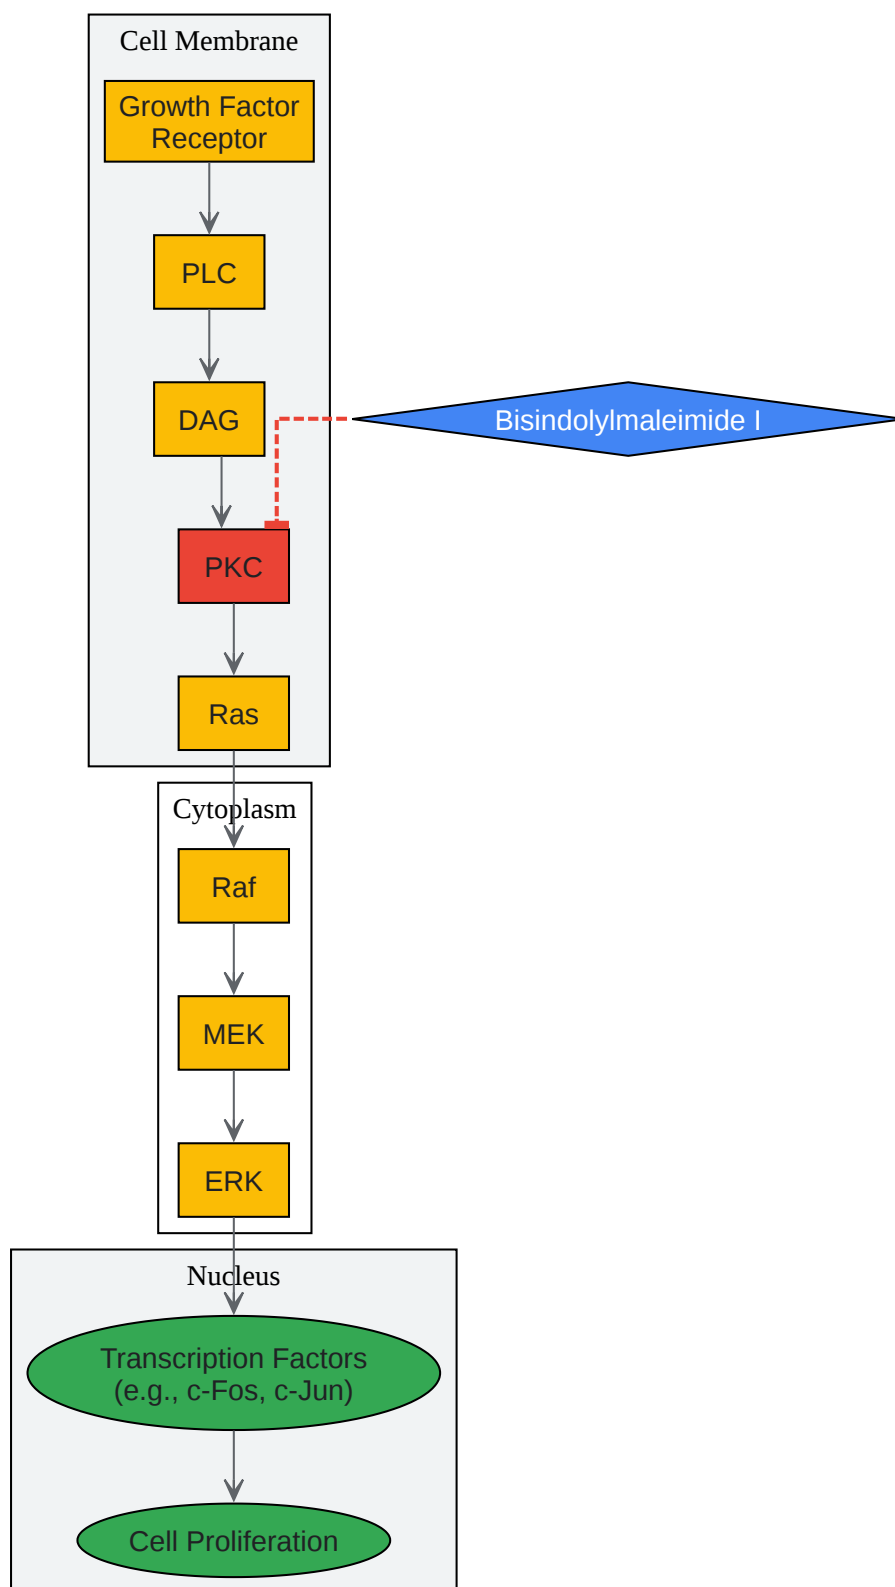 Cell Membrane
Growth Factor
Receptor
PLC
DAG
Bisindolylmaleimide I
PKC
Ras
Cytoplasm
Raf
MEK
ERK
Nucleus
Transcription Factors
(e.g., c-Fos, c-Jun)
Cell Proliferation